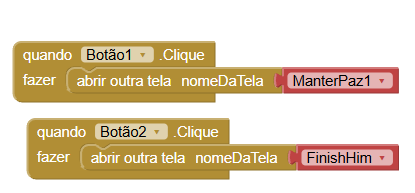 quando Botão1 .Clique
fazer abrir outra tela nomeDaTela ManterPaz1
quando Botão2 .Clique
fazer abrir outra tela nomeDaTela FinishHim